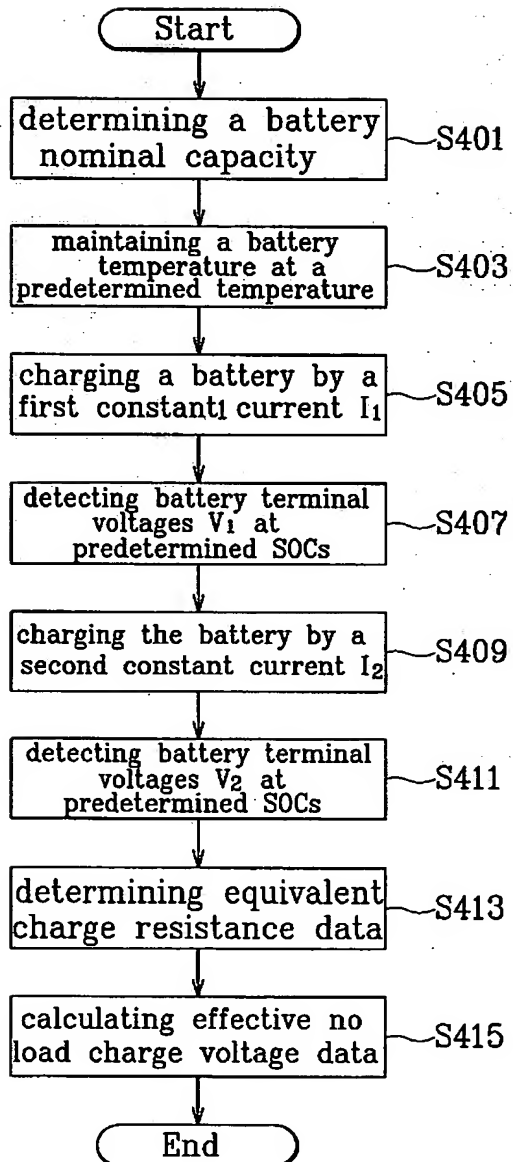 Start
determining a battery
nominal capacity
S401
maintaining a battery
temperature at a
predetermined temperature
S403
charging a battery by a
first constant1 current I1
S405
detecting battery terminal
voltages V1 at
predetermined SOCs
S407
charging the battery by a
second constant current I2
S409
detecting battery terminal
voltages V2 at
predetermined SOCs
S411
determining equivalent
charge resistance data
S413
calculating effective no
load charge voltage data
S415
End